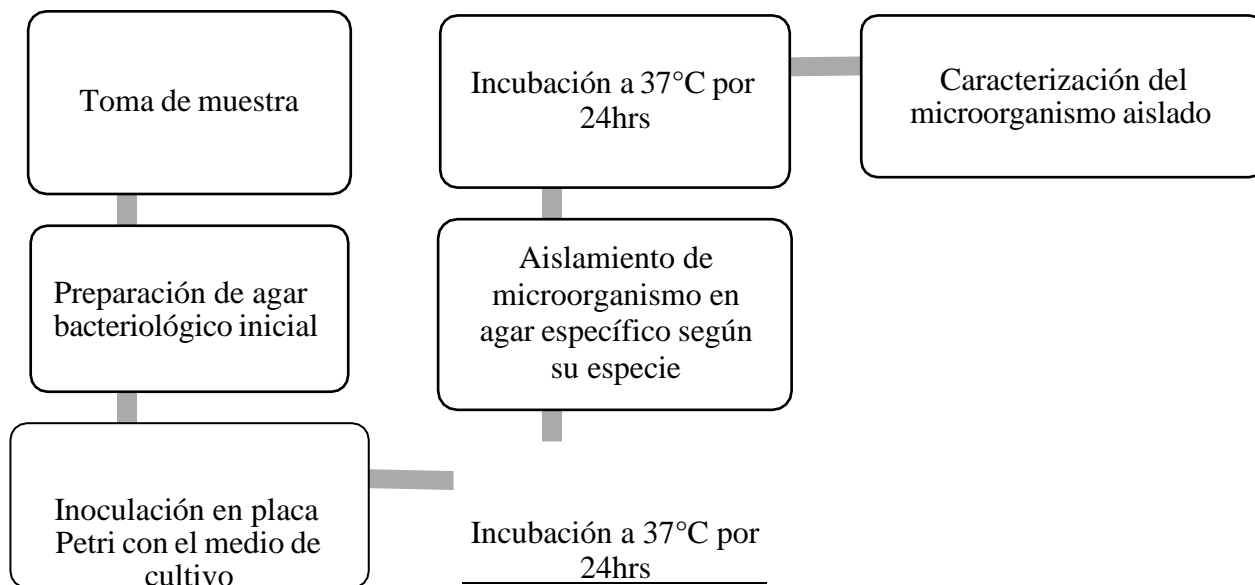 Toma de muestra
Preparación de agar
bacteriológico inicial
Inoculación en placa
Petri con el medio de
cultivo
Incubación a 37°C por
24hrs
Aislamiento de
microorganismo en
agar específico según
su especie
Incubación a 37°C por
24hrs
Caracterización del
microorganismo aislado